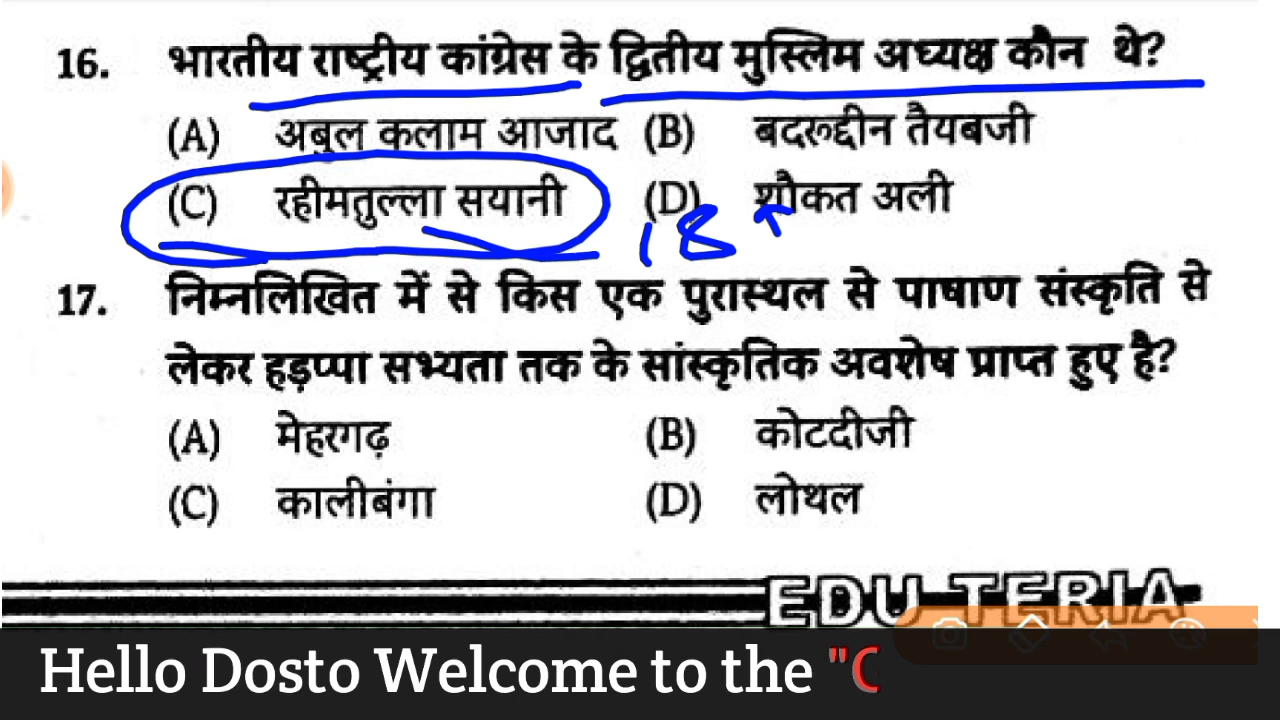 16. भारतीय राष्ट्रीय कांग्रेस के द्वितीय मुस्लिम अध्यक्ष कौन थे?
(A) अबुल कलाम आजाद (B) बदरूद्दीन तैयबजी
(C) रहीमतुल्ला सयानी (D) शौकत अली
18
17. निम्नलिखित में से किस एक पुरास्थल से पाषाण संस्कृति से
लेकर हड़प्पा सभ्यता तक के सांस्कृतिक अवशेष प्राप्त हुए है?
(A) मेहरगढ़ (B) कोटदीजी
(C) कालीबंगा (D) लोथल
EDU TERIA
Hello Dosto Welcome to the "C